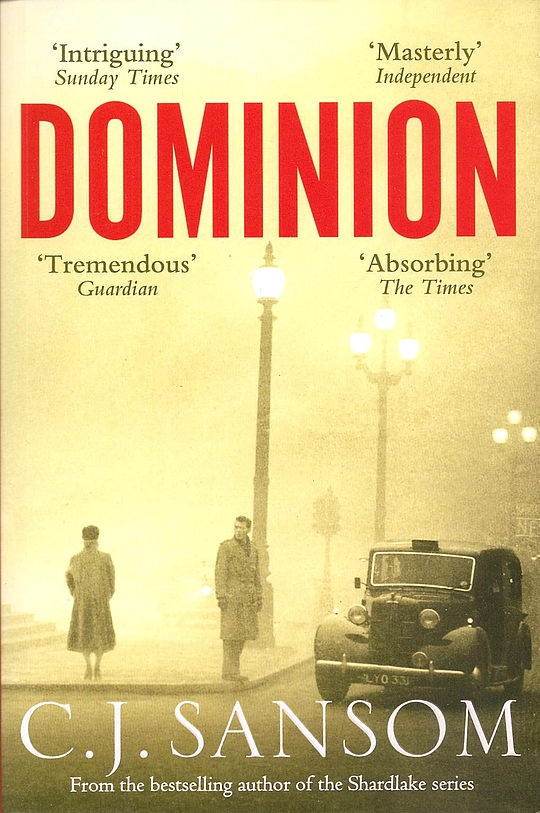 ‘Intriguing’
Sunday Times
‘Masterly’
Independent
DOMINION
‘Tremendous’
Guardian
‘Absorbing’
The Times
C.J. SANSOM
From the bestselling author of the Shardlake series